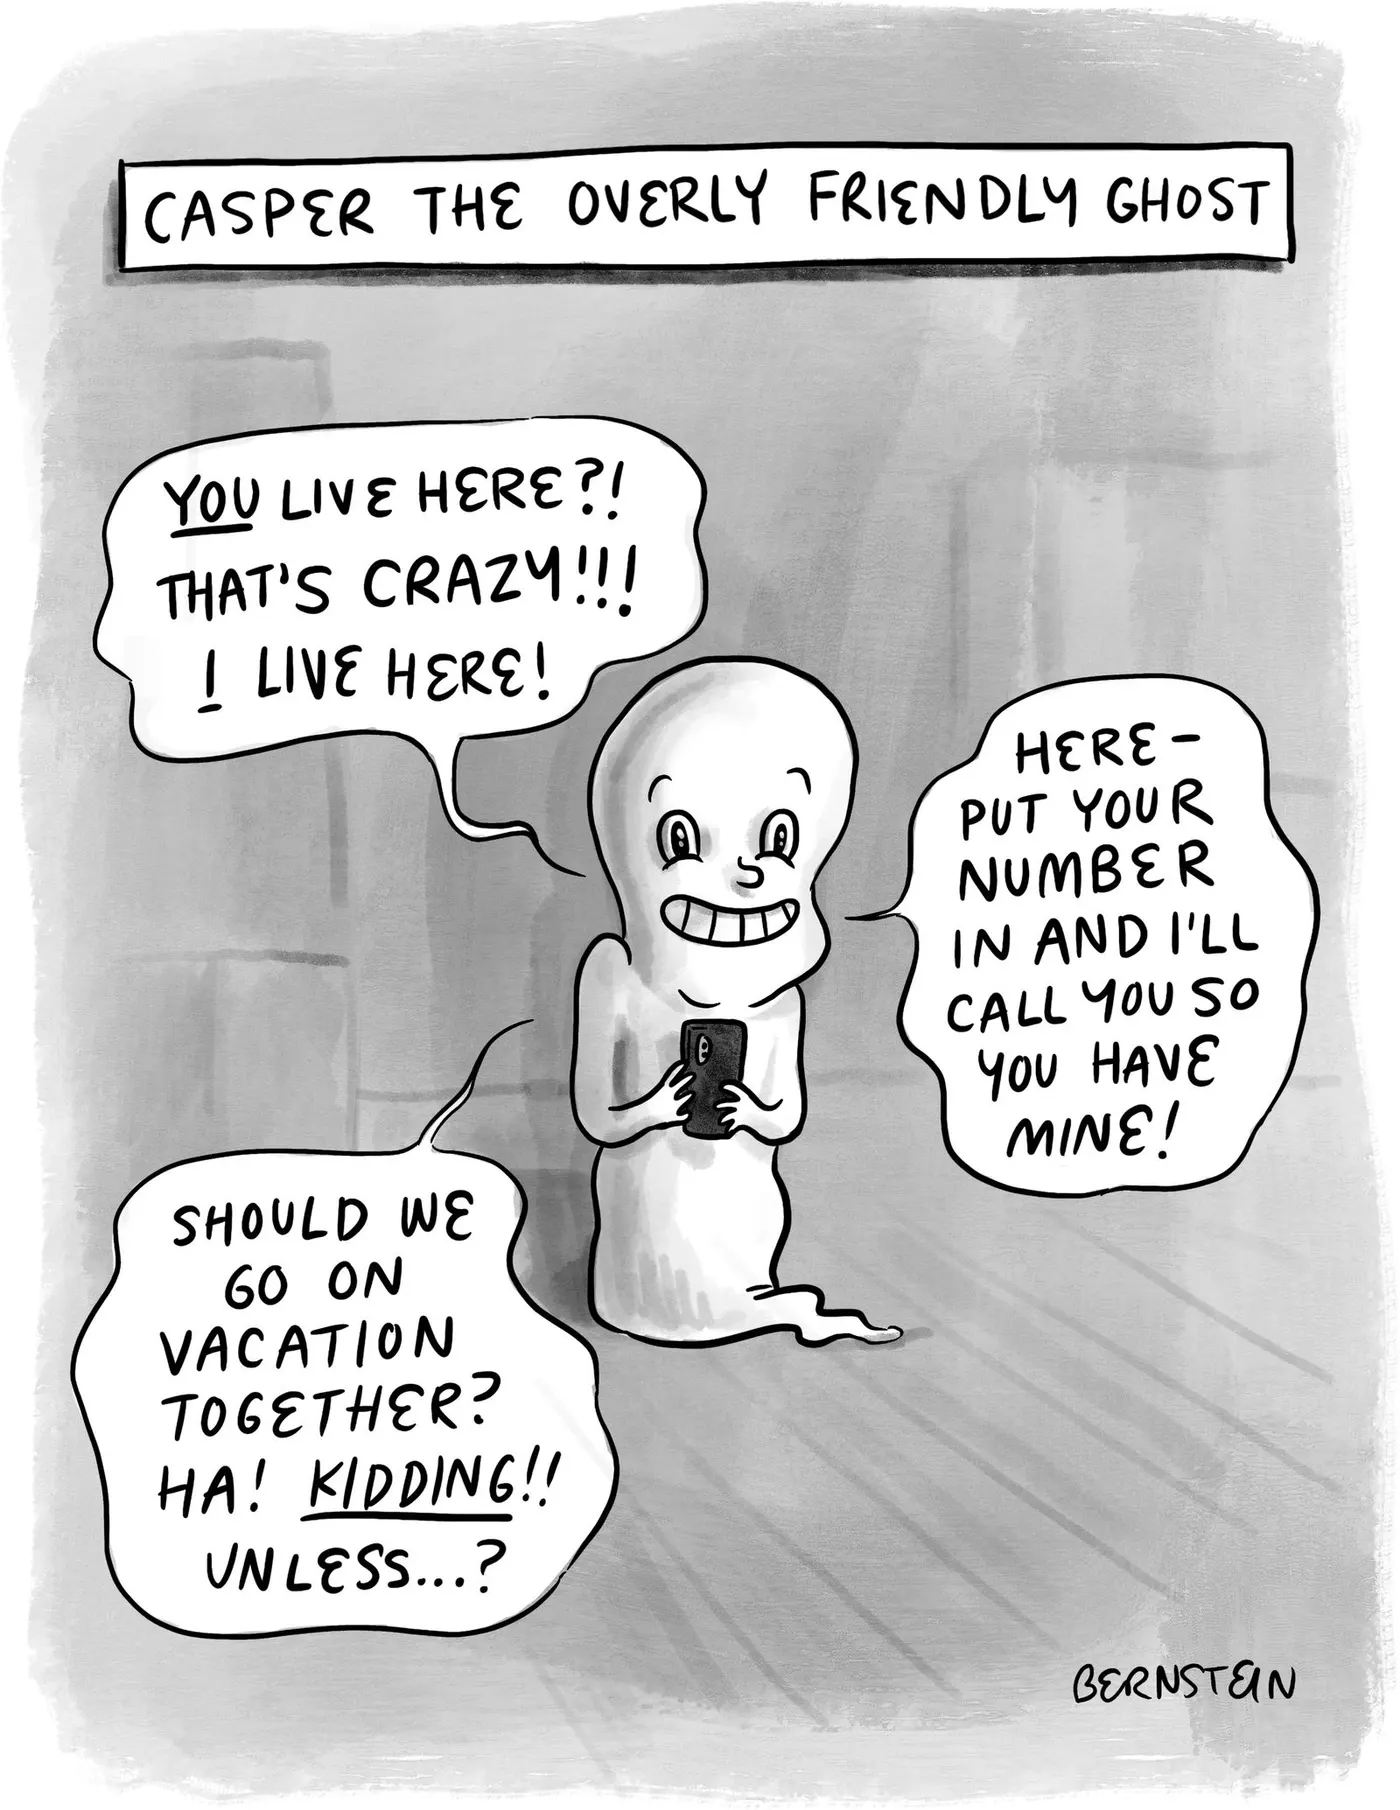 CASPER THE OVERLY FRIENDLY GHOST
YOU LIVE HERE?!
THAT'S CRAZY!!!
I LIVE HERE!
HERE-
PUT YOUR
NUMBER
IN AND I'LL
CALL YOU SO
YOU HAVE
MINE!
SHOULD WE
GO ON
VACATION
TOGETHER?
HA! KIDDING!!
UNLESS...?
BERNSTEIN